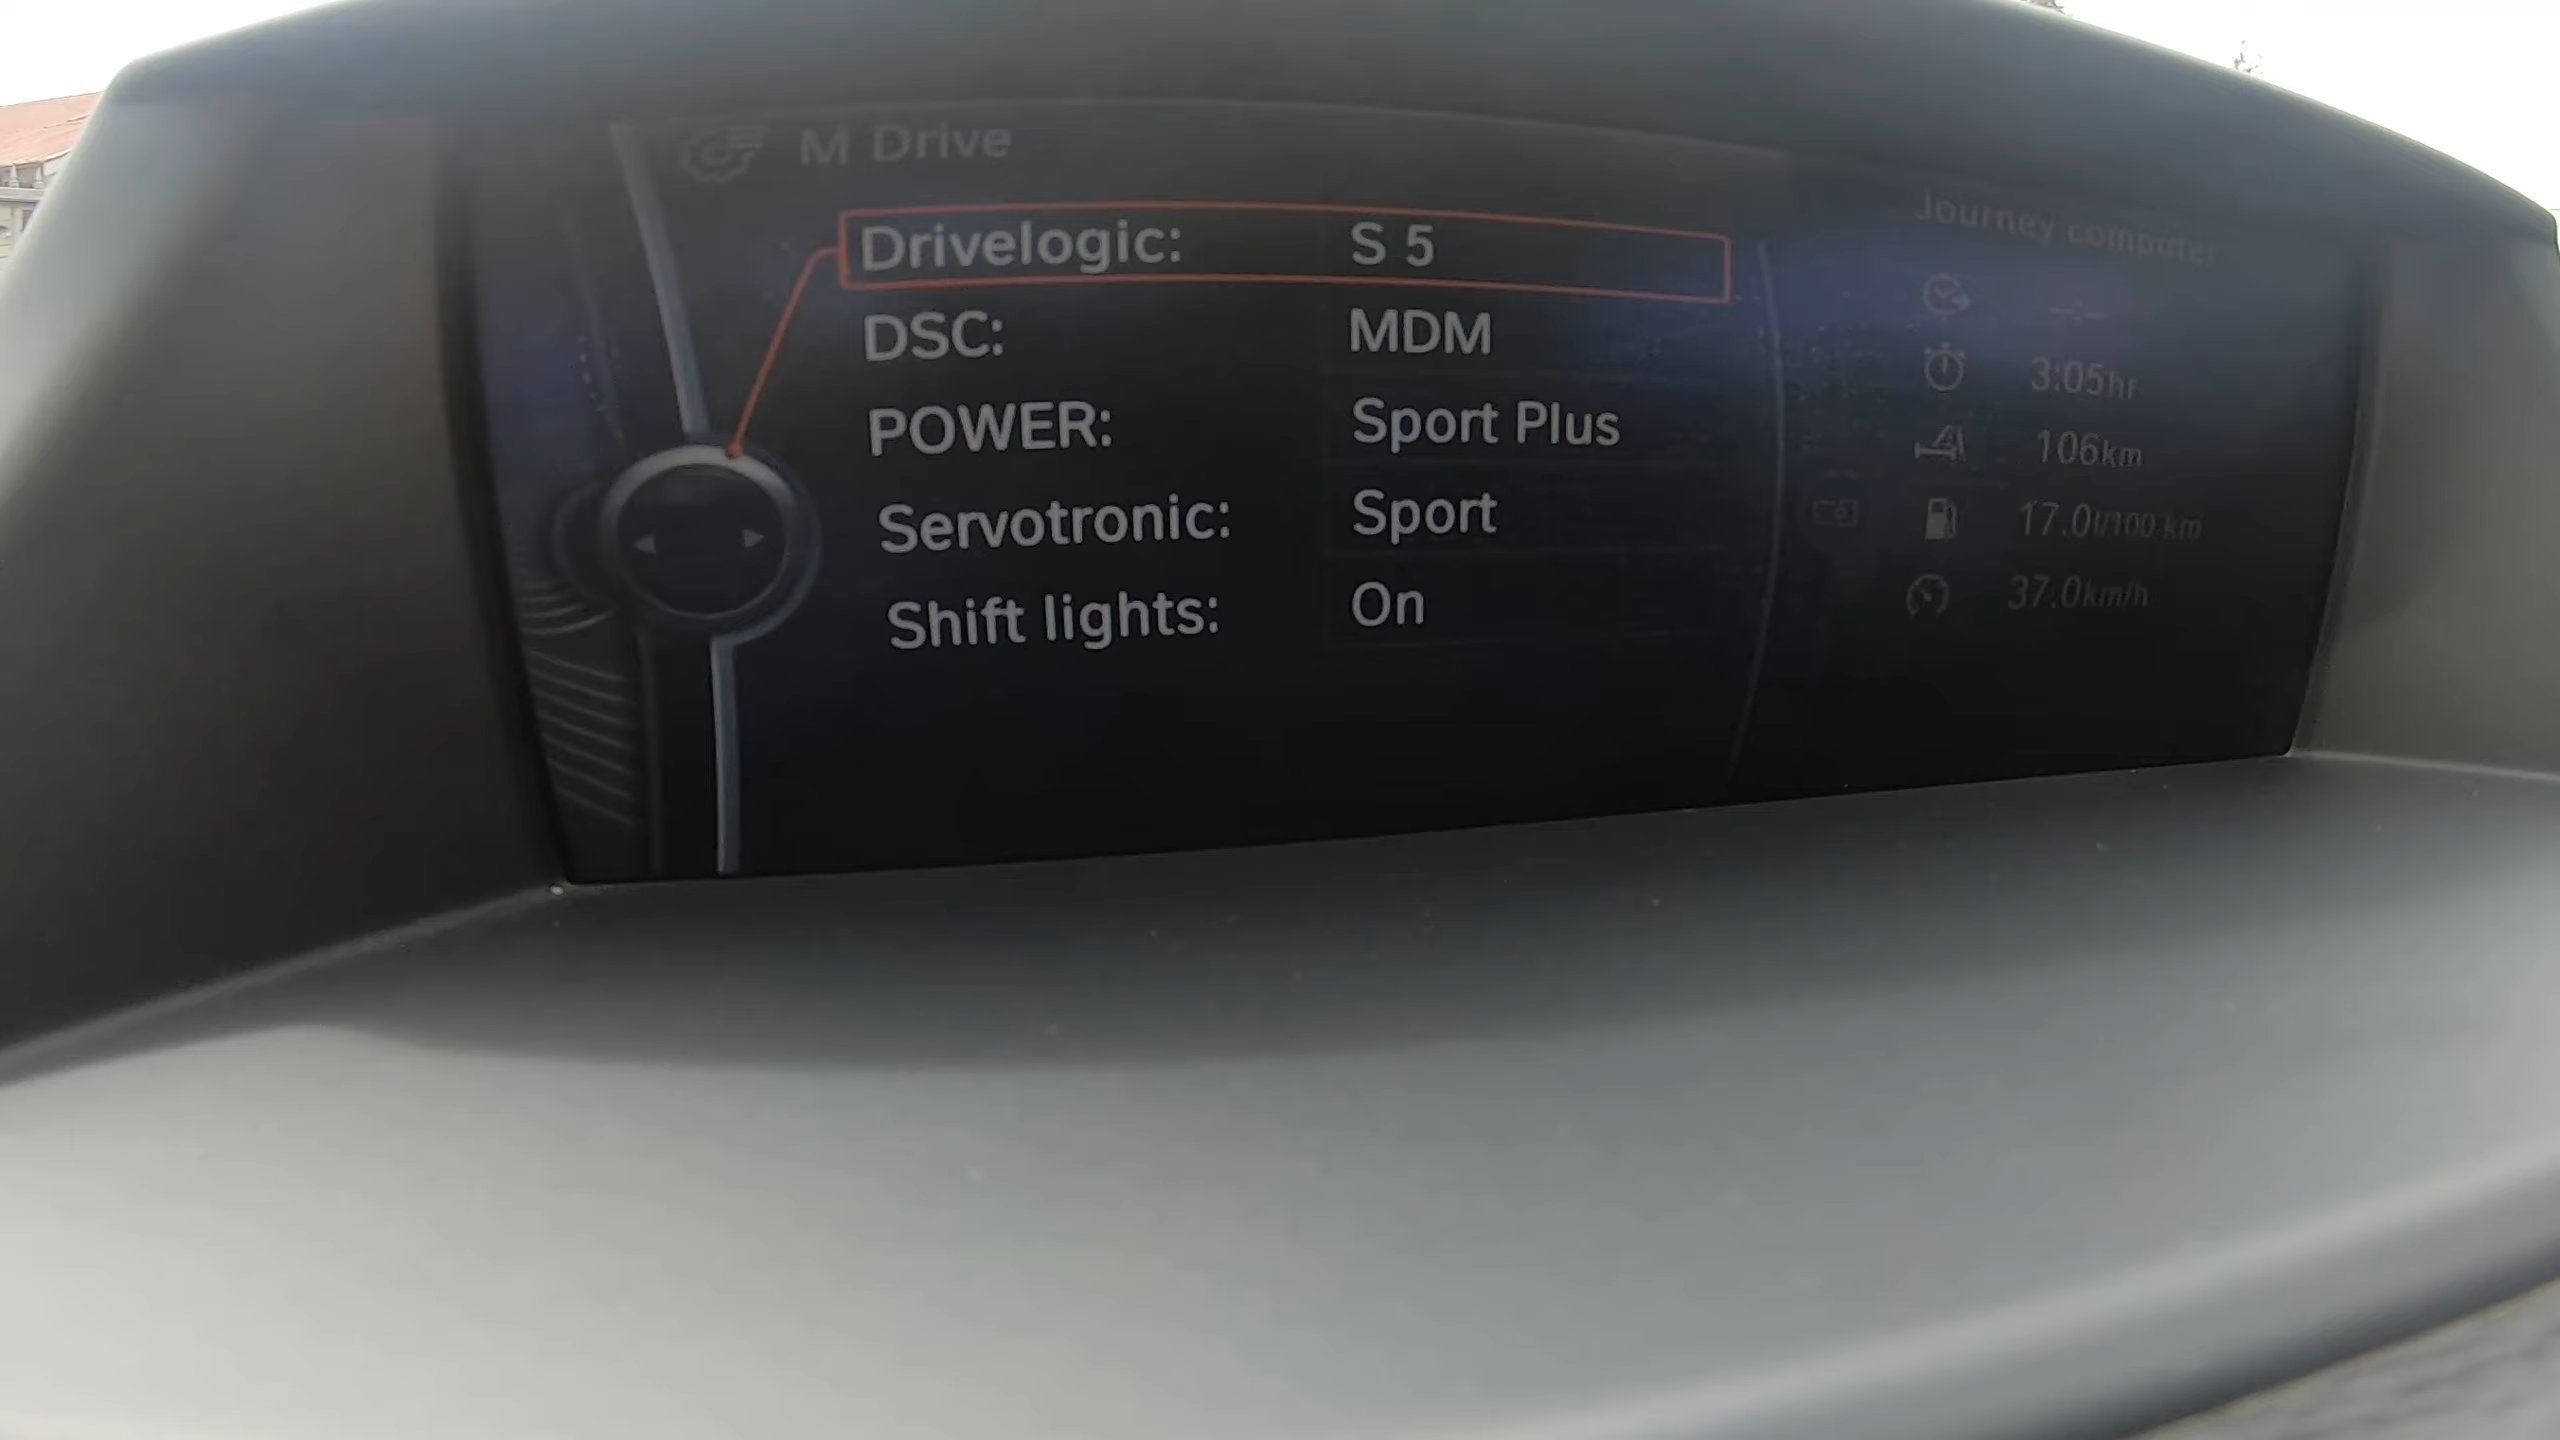 M Drive
Drivelogic: S 5
DSC: MDM
POWER: Sport Plus
Servotronic: Sport
Shift lights: On
Journey computer
--:--
3:05hr
106km
17.0l/100 km
37.0km/h